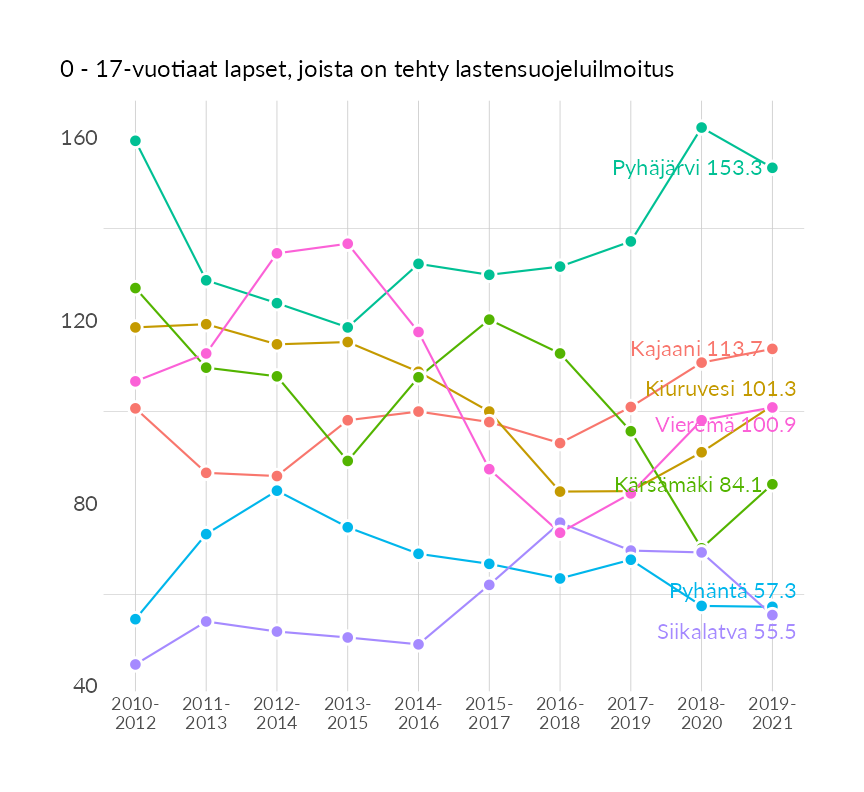 0 - 17-vuotiaat lapset, joista on tehty lastensuojeluilmoitus
160
120
80
40
Pyhäjärvi 153.3
Kajaani 113.7
Kiuruvesi 101.3
Vieremä 100.9
Kärsämäki 84.1
Pyhäntä 57.3
Siikalatva 55.5
2010- 2011- 2012- 2013- 2014- 2015- 2016- 2017- 2018- 2019-
2012 2013 2014 2015 2016 2017 2018 2019 2020 2021